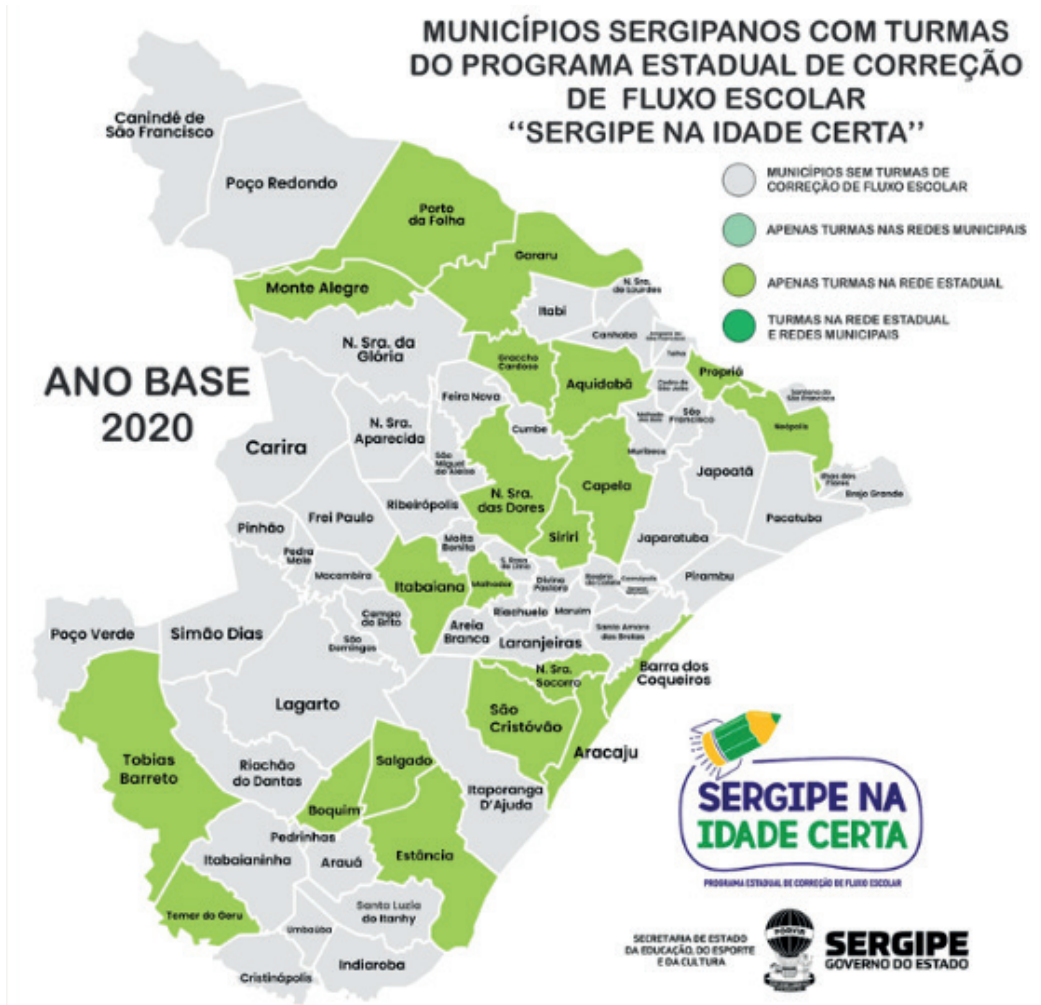 MUNICÍPIOS SERGIPANOS COM TURMAS
DO PROGRAMA ESTADUAL DE CORREÇÃO
DE FLUXO ESCOLAR
“SERGIPE NA IDADE CERTA”
MUNICÍPIOS SEM TURMAS DE
CORREÇÃO DE FLUXO ESCOLAR
APENAS TURMAS NAS REDES MUNICIPAIS
APENAS TURMAS NA REDE ESTADUAL
TURMAS NA REDE ESTADUAL
E REDES MUNICIPAIS
ANO BASE
2020
Canindé de
São Francisco
Poço Redondo
Porto
da Folha
Gararu
Monte Alegre
N. Sra.
de Lourdes
Itabi
N. Sra. da
Glória
Canhoba
Telha
Graccho
Cardoso
Aquidabã
Propriá
Cedro de
São João
Santana do
São Francisco
Feira Nova
Neópolis
N. Sra.
Aparecida
Cumbe
São
Francisco
Carira
Muribeca
São
Miguel
do Aleixo
Japoatã
Ilhas das
Flores
Brejo Grande
Capela
N. Sra.
das Dores
Ribeirópolis
Frei Paulo
Pacatuba
Pinhão
Siriri
Japaratuba
Moita
Bonita
Pedra
Mole
Macambira
Itabaiana
Malhador
Divina
Pastora
Pirambu
Riachuelo
Maruim
Campo
do Brito
Areia
Branca
Santo Amaro
das Brotas
Poço Verde
Simão Dias
São
Domingos
Laranjeiras
N. Sra.
Socorro
Barra dos
Coqueiros
Lagarto
São
Cristóvão
Aracaju
Tobias
Barreto
Riachão
do Dantas
Salgado
Itaporanga
D'Ajuda
Boquim
Pedrinhas
Itabaianinha
Arauá
Estância
Santa Luzia
do Itanhy
Tomer do Geru
Umbaúba
Indiaroba
Cristinápolis
SERGIPE NA
IDADE CERTA
PROGRAMA ESTADUAL DE CORREÇÃO DE FLUXO ESCOLAR
SECRETARIA DE ESTADO
DA EDUCAÇÃO, DO ESPORTE
E DA CULTURA
SERGIPE
GOVERNO DO ESTADO